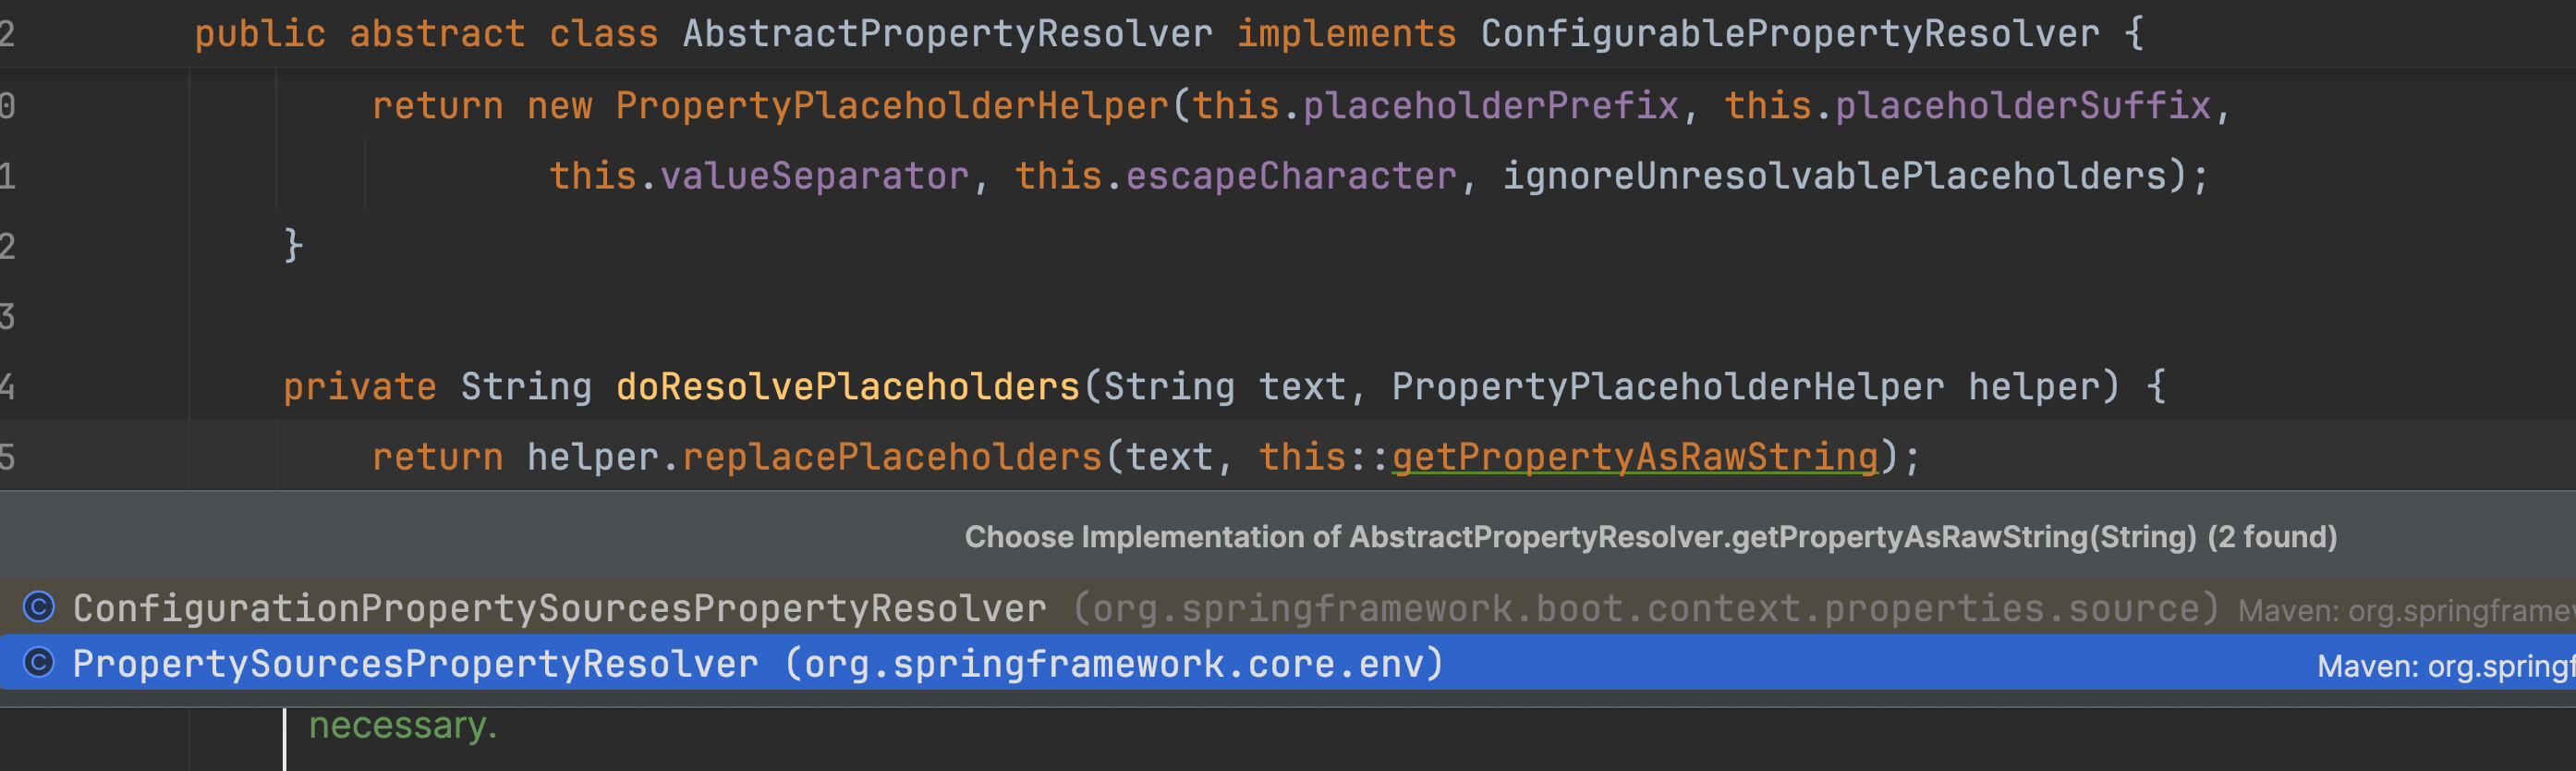 2 public abstract class AbstractPropertyResolver implements ConfigurablePropertyResolver {
0 return new PropertyPlaceholderHelper(this.placeholderPrefix, this.placeholderSuffix,
1 this.valueSeparator, this.escapeCharacter, ignoreUnresolvablePlaceholders);
2 }
3
4 private String doResolvePlaceholders(String text, PropertyPlaceholderHelper helper) {
5 return helper.replacePlaceholders(text, this::getPropertyAsRawString);
Choose Implementation of AbstractPropertyResolver.getPropertyAsRawString(String) (2 found)
ConfigurationPropertySourcesPropertyResolver (org.springframework.boot.context.properties.source) Maven: org.springframew
PropertySourcesPropertyResolver (org.springframework.core.env) Maven: org.springf
necessary.